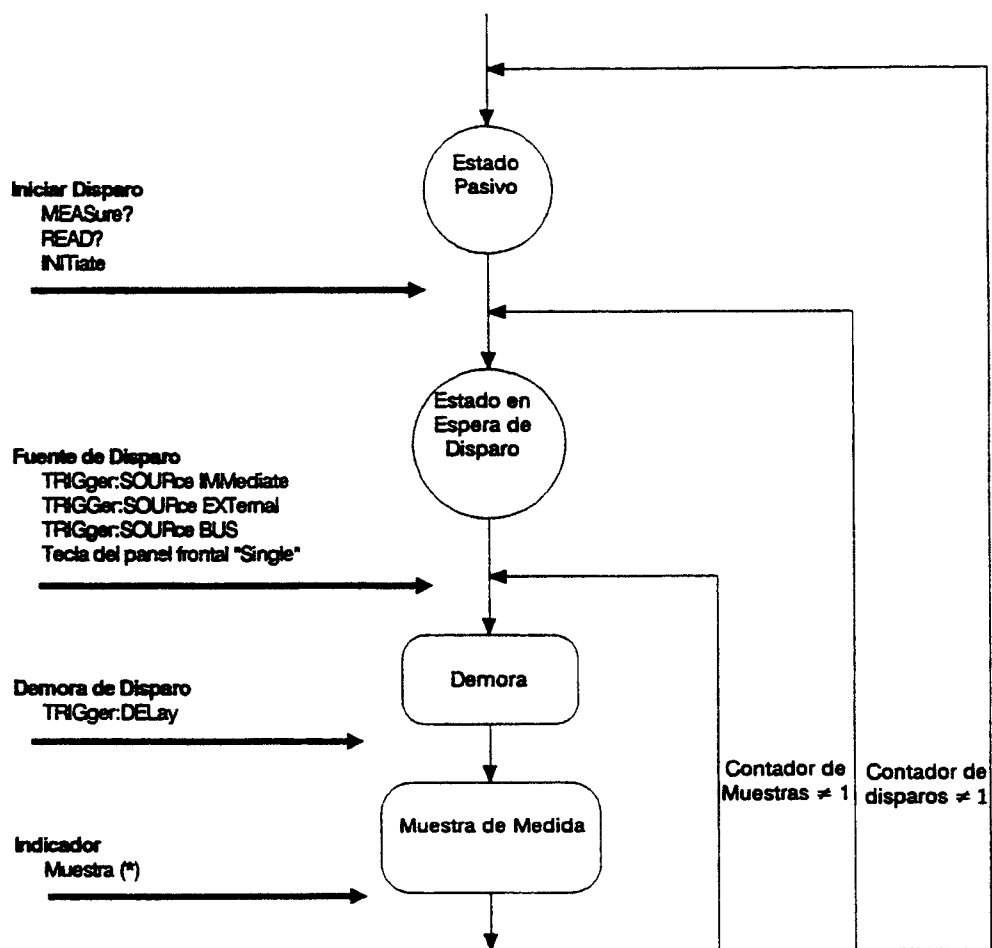 Estado
Pasivo
Iniciar Disparo
MEASure?
READ?
INITiate
Estado en
Espera de
Disparo
Fuente de Disparo
TRIGger:SOURce IMMediate
TRIGGer:SOURce EXTernal
TRIGger:SOURce BUS
Tecla del panel frontal "Single"
Demora
Demora de Disparo
TRIGger:DELay
Contador de
Muestras ≠ 1
Contador de
disparos ≠ 1
Muestra de Medida
Indicador
Muestra (*)